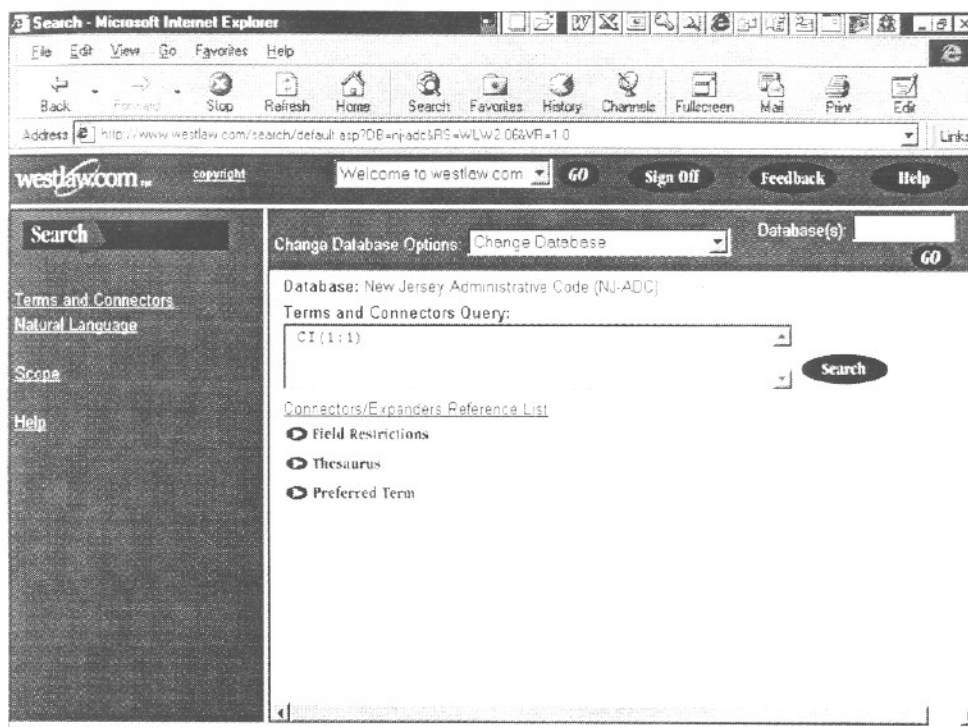 Search - Microsoft Internet Explorer
File Edit View Go Favorites Help
Back Forward Stop Refresh Home Search Favorites History Channels Fullscreen Mail Print Edit
Address http://www.westlaw.com/search/default.asp?DB=nj-adc&RS=WLW2.06&VR=1.0 Links
westlaw.com copyright Welcome to westlaw.com GO Sign Off Feedback Help
Search
Change Database Options: Change Database Database(s):
GO
Terms and Connectors
Natural Language
Scope
Help
Database: New Jersey Administrative Code (NJ-ADC)
Terms and Connectors Query:
CI(1:1)
Search
Connectors/Expanders Reference List
Field Restrictions
Thesaurus
Preferred Term